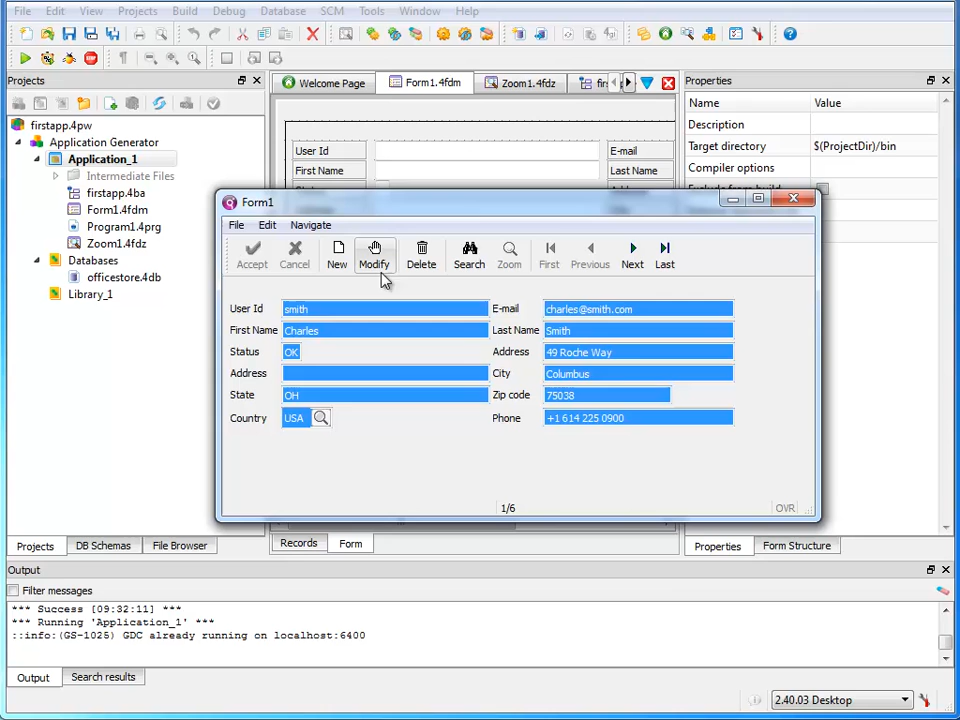 File Edit View Projects Build Debug Database SCM Tools Window Help
Projects
Welcome Page Form1.4fdm Zoom1.4fdz
Properties
firstapp.4pw
Application Generator
Application_1
Intermediate Files
firstapp.4ba
Form1.4fdm
Program1.4prg
Zoom1.4fdz
Databases
officestore.4db
Library_1
User Id E-mail
First Name Last Name
Name Value
Description
Target directory $(ProjectDir)/bin
Compiler options
Form1
File Edit Navigate
Accept Cancel New Modify Delete Search Zoom First Previous Next Last
User Id smith E-mail charles@smith.com
First Name Charles Last Name Smith
Status OK Address 49 Roche Way
Address City Columbus
State OH Zip code 75038
Country USA Phone +1 614 225 0900
1/6 OVR
Projects DB Schemas File Browser
Records Form
Properties Form Structure
Output
Filter messages
*** Success [09:32:11] ***
*** Running 'Application_1' ***
::info:(GS-1025) GDC already running on localhost:6400
Output Search results
2.40.03 Desktop